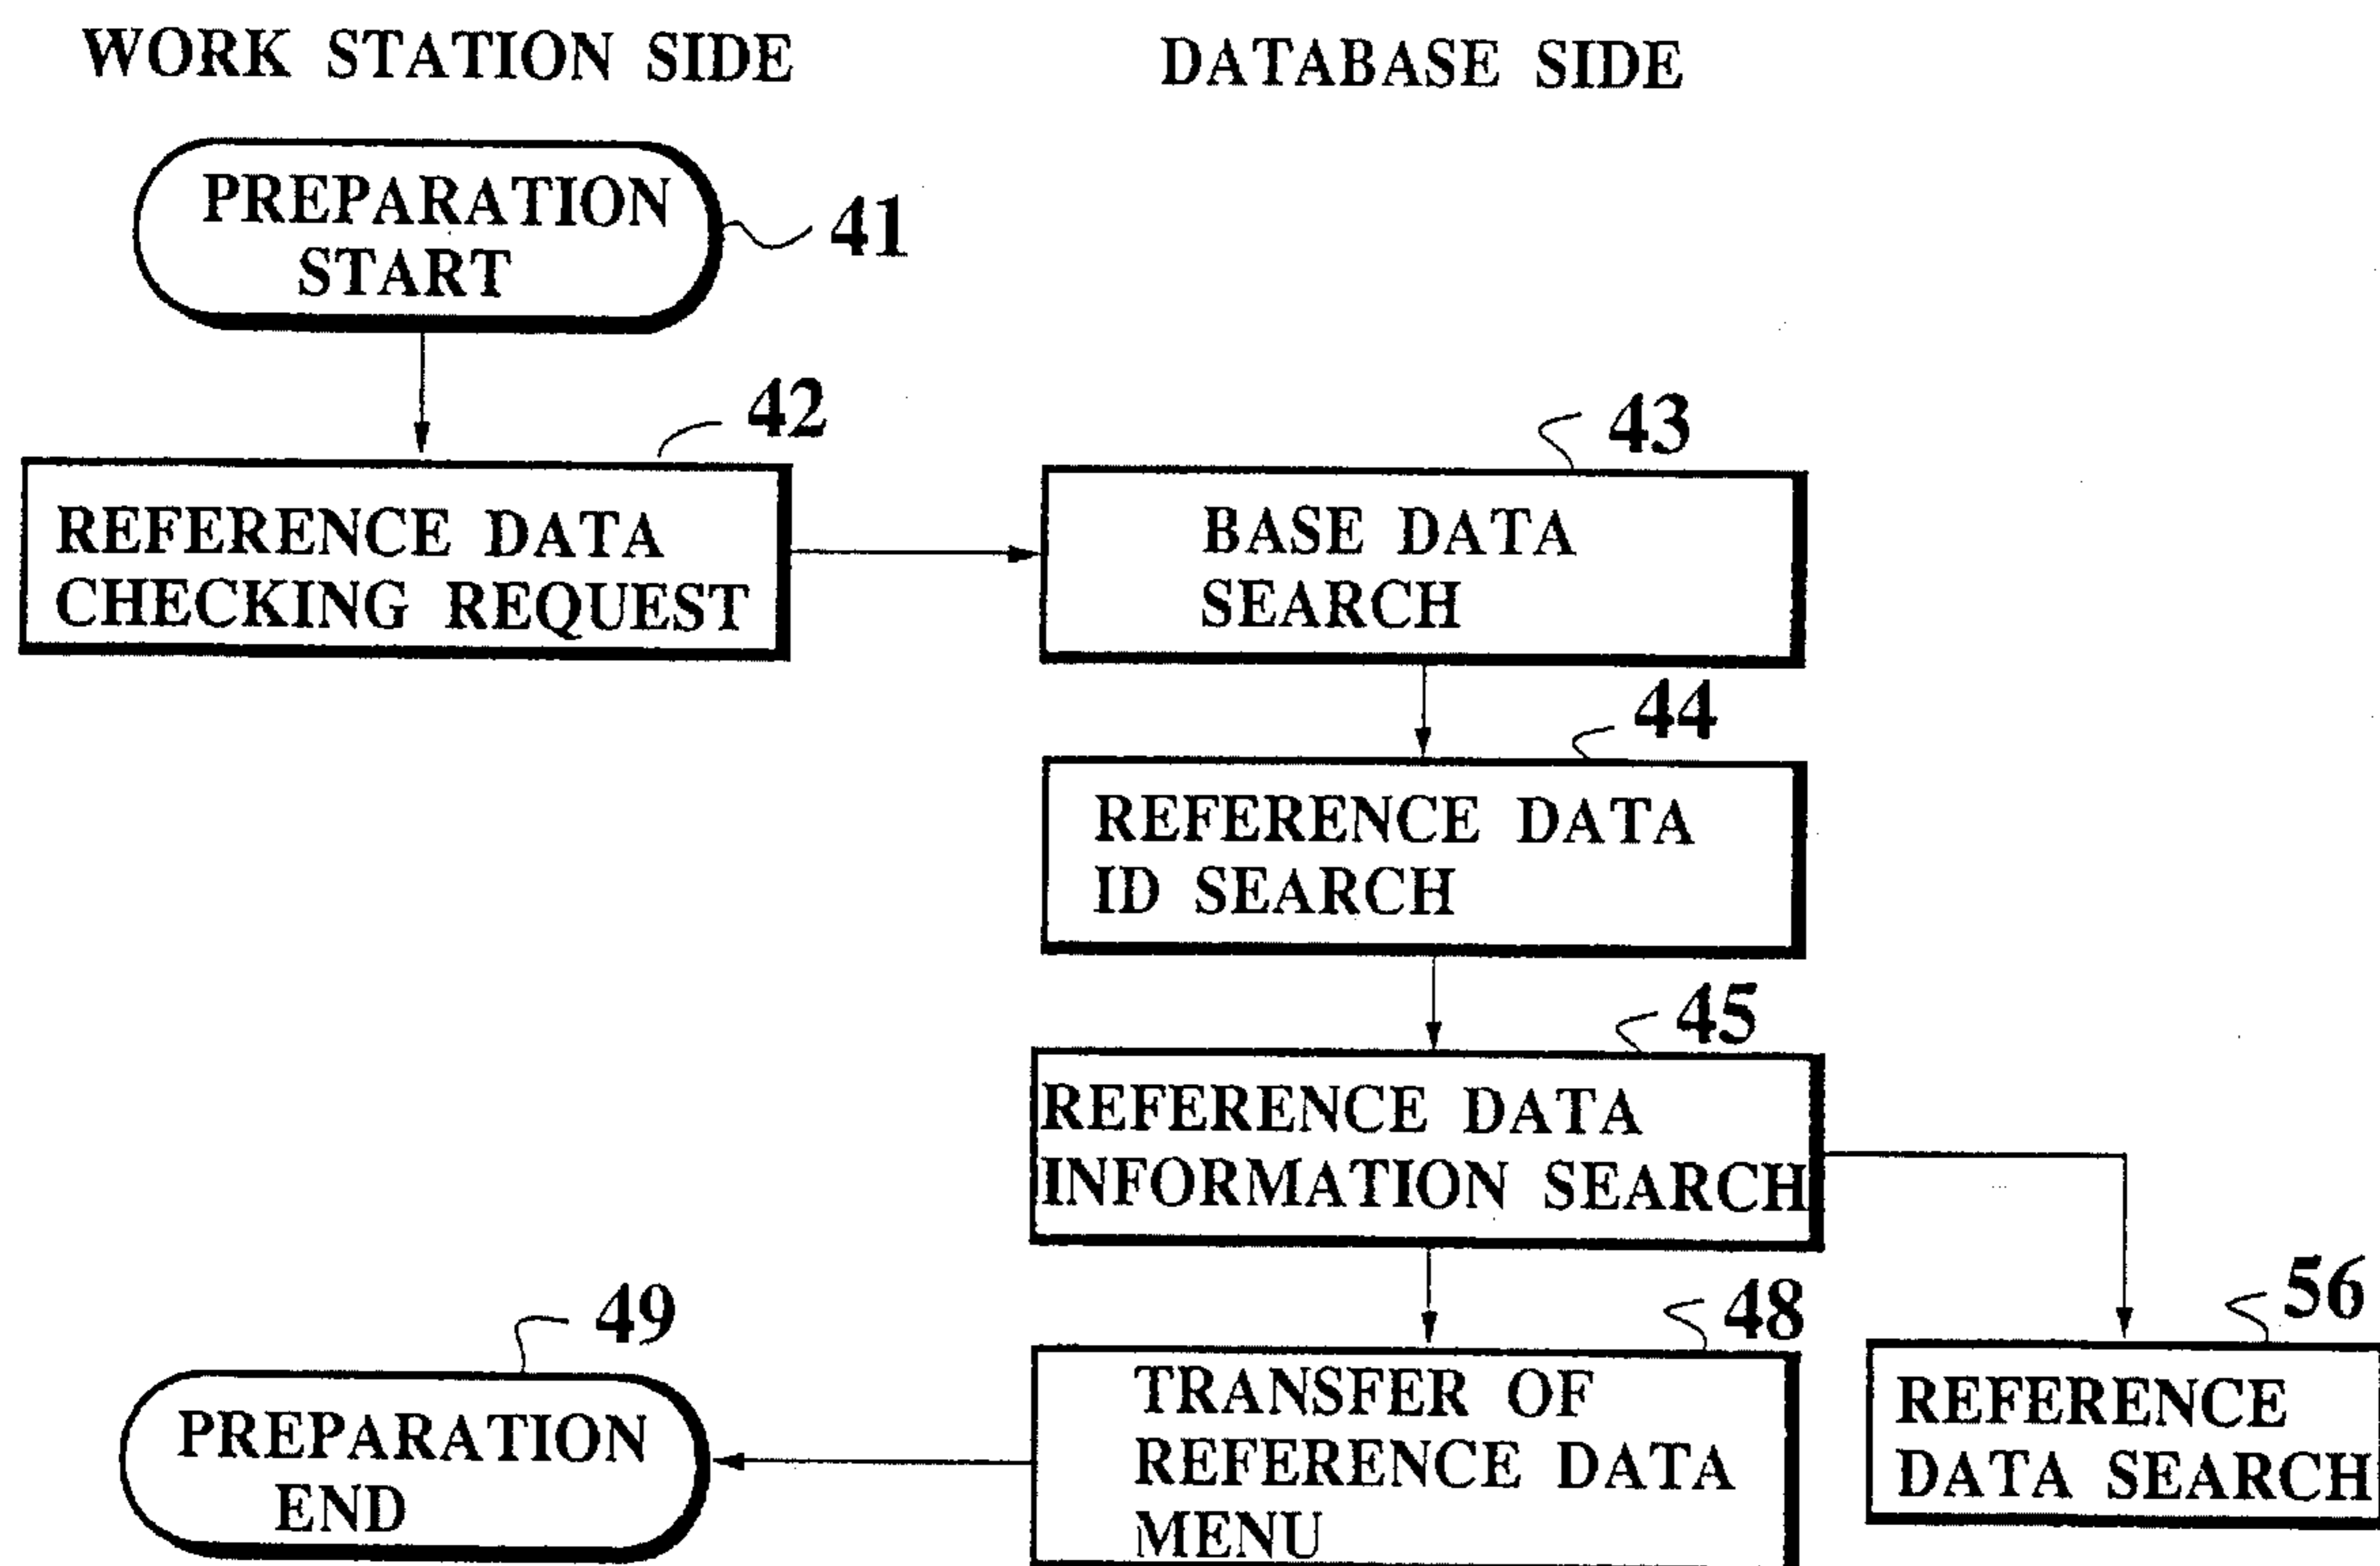 WORK STATION SIDE
DATABASE SIDE
PREPARATION
START
41
42
REFERENCE DATA
CHECKING REQUEST
43
BASE DATA
SEARCH
44
REFERENCE DATA
ID SEARCH
45
REFERENCE DATA
INFORMATION SEARCH
49
PREPARATION
END
48
TRANSFER OF
REFERENCE DATA
MENU
56
REFERENCE
DATA SEARCH